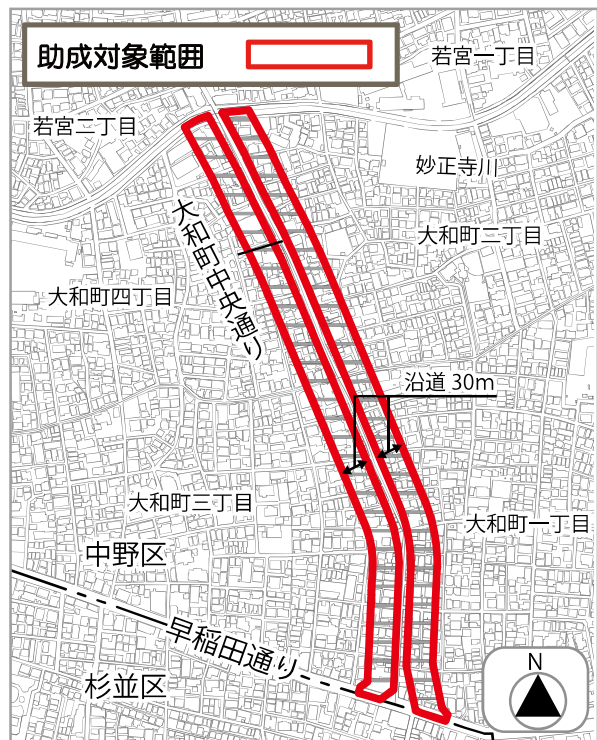 助成対象範囲
若宮一丁目
若宮二丁目
妙正寺川
大和町中央通り
大和町二丁目
大和町四丁目
沿道 30m
大和町三丁目
大和町一丁目
中野区
早稲田通り
杉並区
N